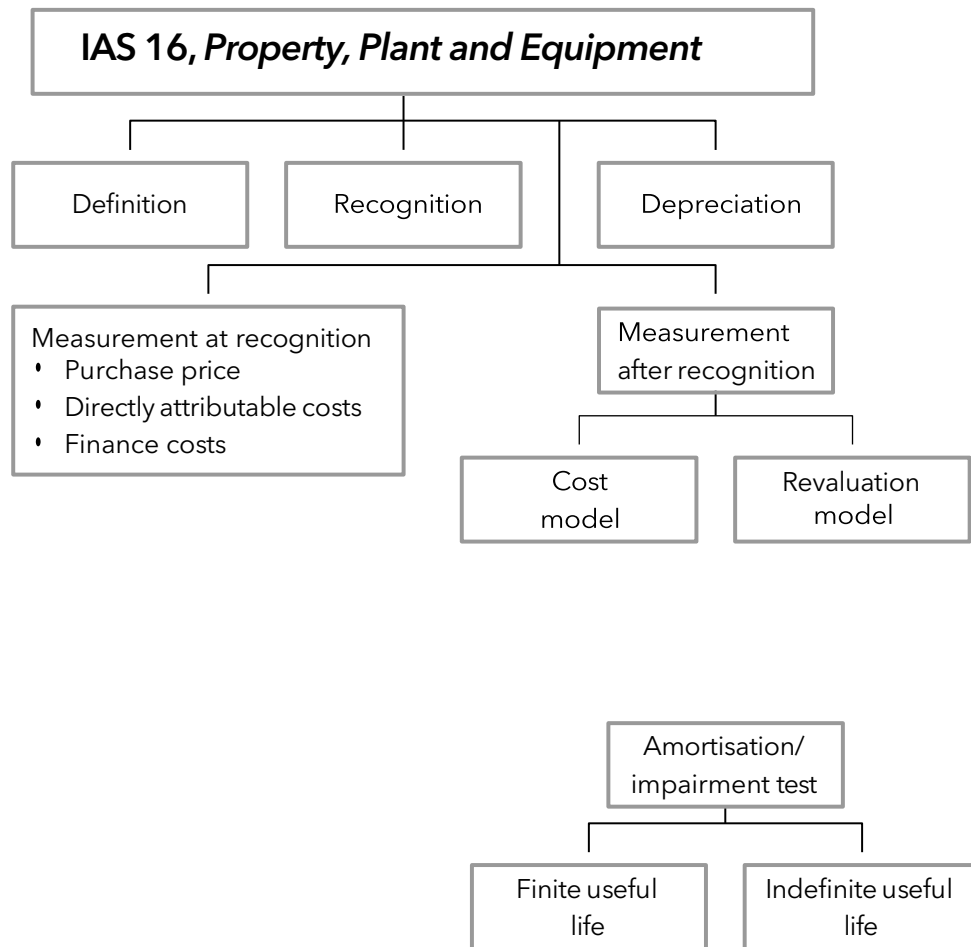 IAS 16, Property, Plant and Equipment
Definition
Recognition
Depreciation
Measurement at recognition
• Purchase price
• Directly attributable costs
• Finance costs
Measurement
after recognition
Cost
model
Revaluation
model
Amortisation/
impairment test
Finite useful
life
Indefinite useful
life